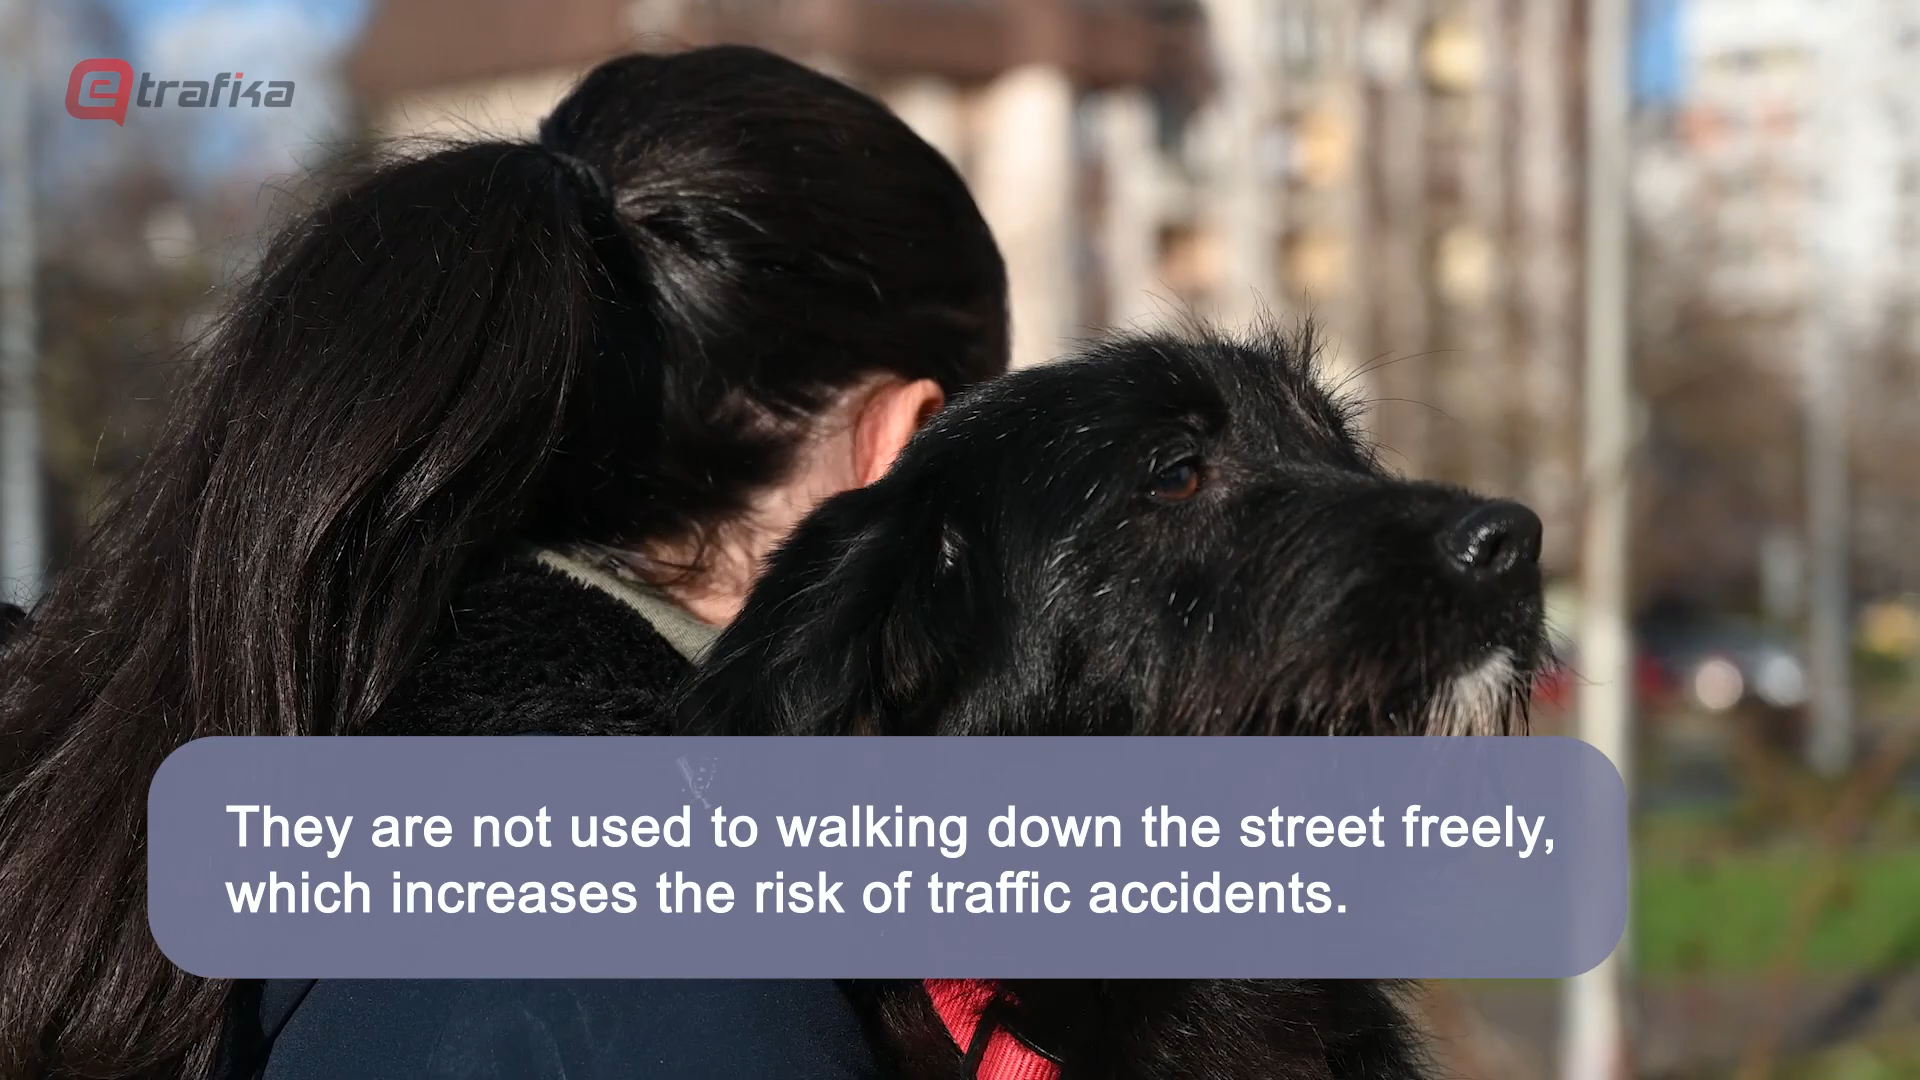 etrafika
They are not used to walking down the street freely,
which increases the risk of traffic accidents.